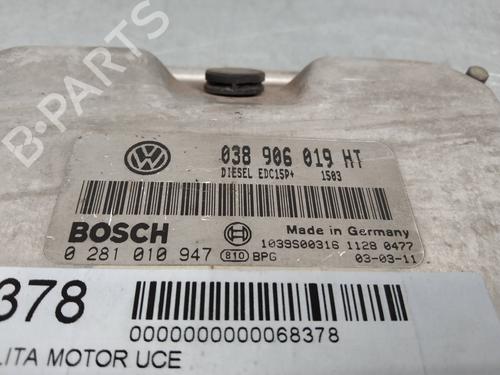 B-PARTS
038 906 019 HT
DIESEL EDC15P+ 1503
BOSCH
Made in Germany
1039S00316 1128 0477
0 281 010 947 810 BPG 03-03-11
378
0000000000068378
LITA MOTOR UCE